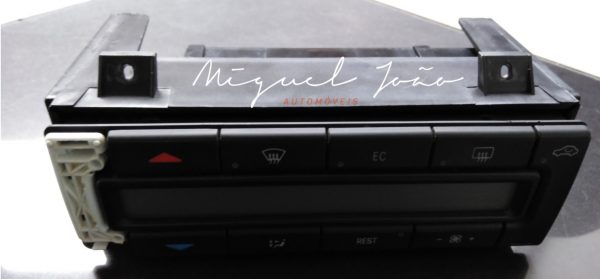 Miguel João
AUTOMÓVEIS
EC
REST
- +